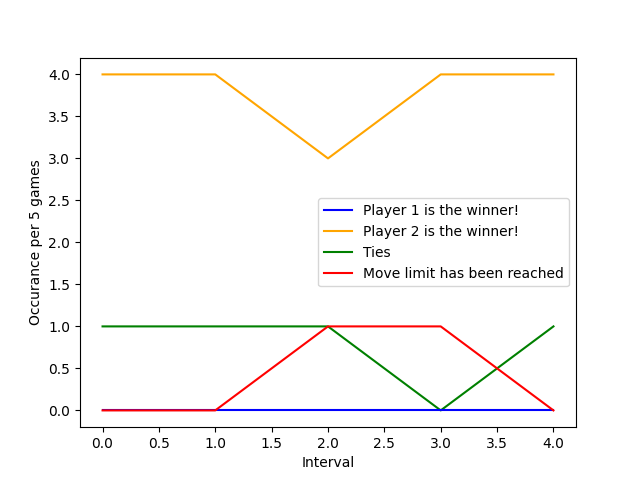 4.0
3.5
3.0
2.5
2.0
1.5
1.0
0.5
0.0
Occurance per 5 games
Player 1 is the winner!
Player 2 is the winner!
Ties
Move limit has been reached
0.0 0.5 1.0 1.5 2.0 2.5 3.0 3.5 4.0
Interval